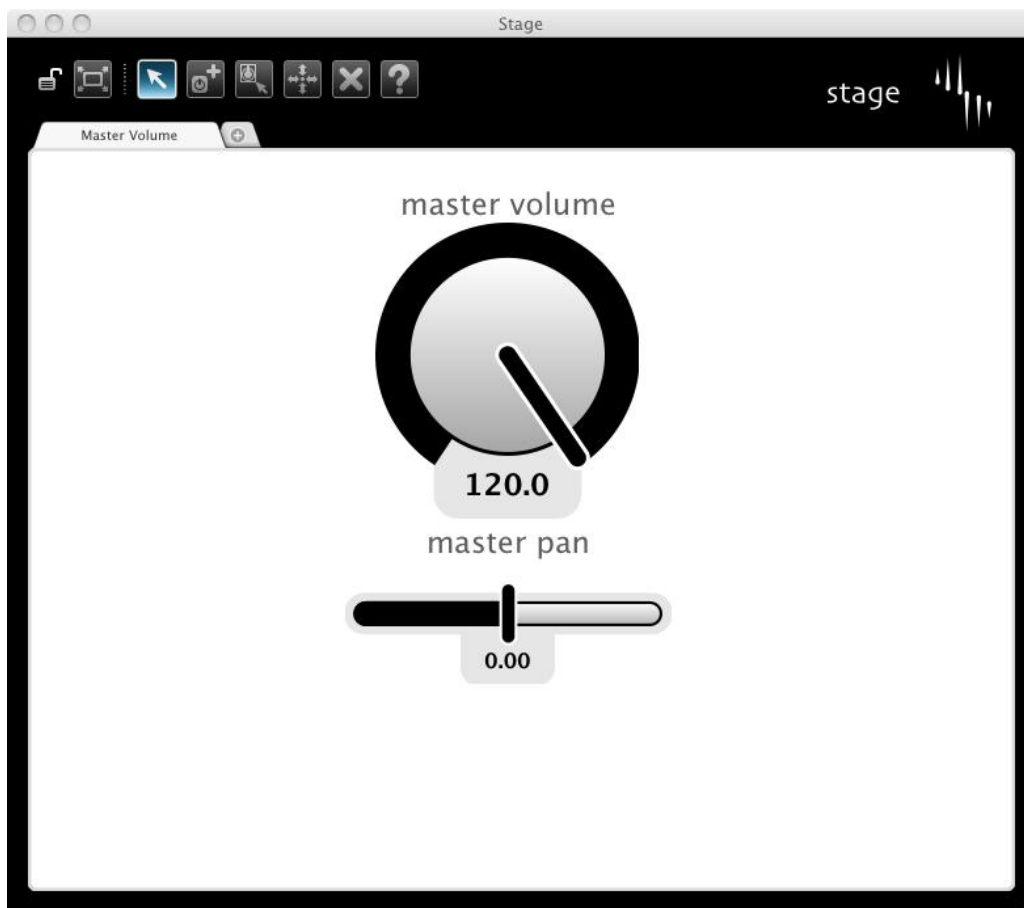 Stage
stage
Master Volume
master volume
120.0
master pan
0.00